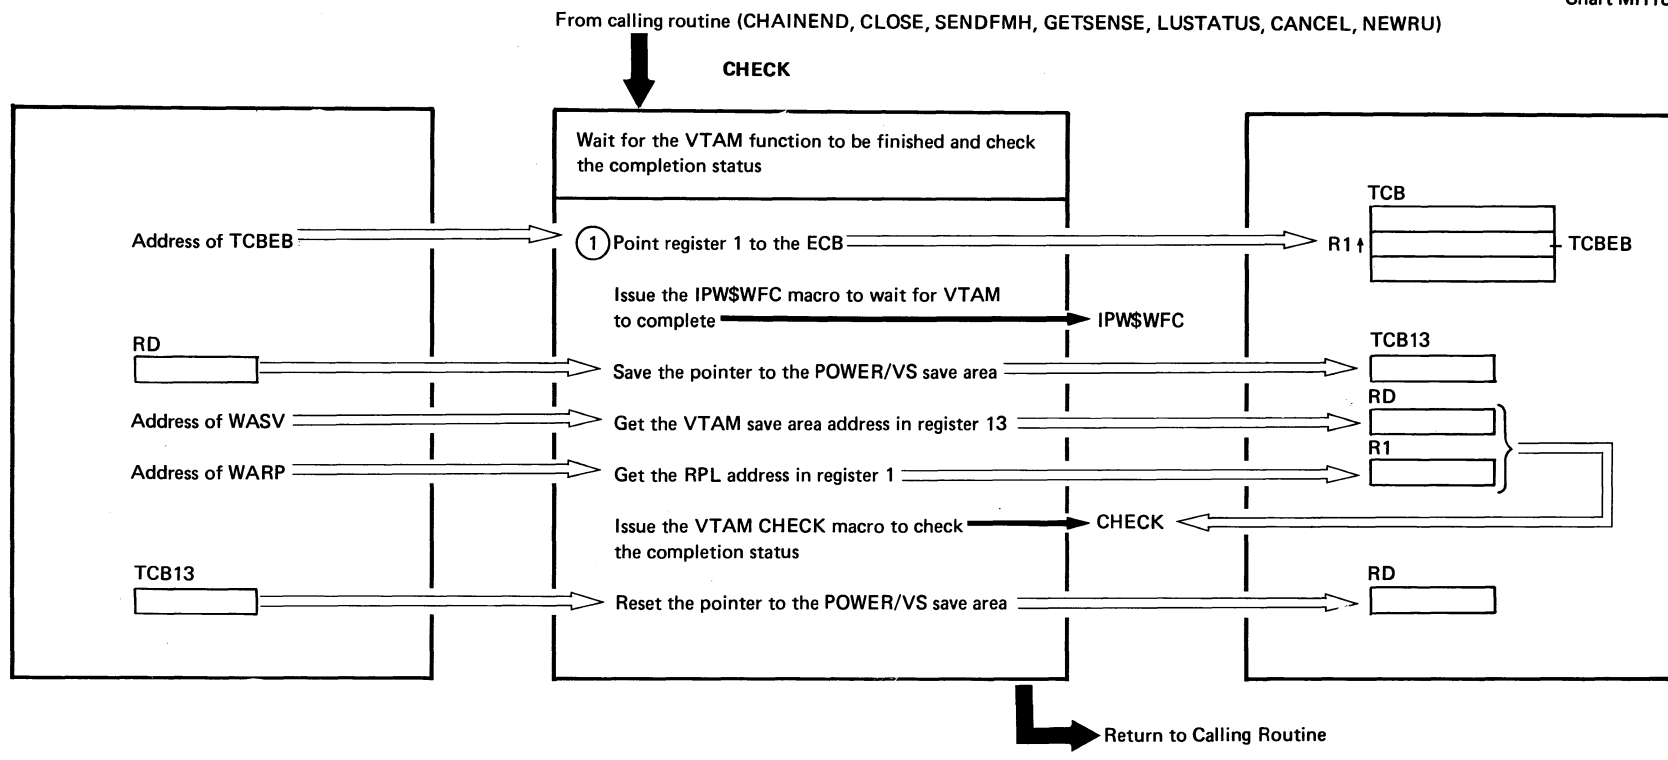 From calling routine (CHAINEND, CLOSE, SENDFMH, GETSENSE, LUSTATUS, CANCEL, NEWRU)
CHECK
Wait for the VTAM function to be finished and check
the completion status
TCB
Address of TCBEB
1 Point register 1 to the ECB
R1
TCBEB
Issue the IPW$WFC macro to wait for VTAM
to complete
IPW$WFC
RD
TCB13
Save the pointer to the POWER/VS save area
RD
Address of WASV
Get the VTAM save area address in register 13
R1
Address of WARP
Get the RPL address in register 1
Issue the VTAM CHECK macro to check
the completion status
CHECK
TCB13
RD
Reset the pointer to the POWER/VS save area
Return to Calling Routine